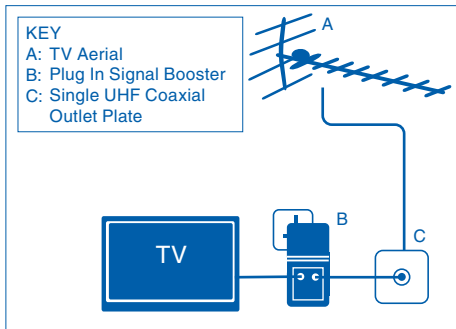 KEY
A: TV Aerial
B: Plug In Signal Booster
C: Single UHF Coaxial
Outlet Plate
A
B
C
TV